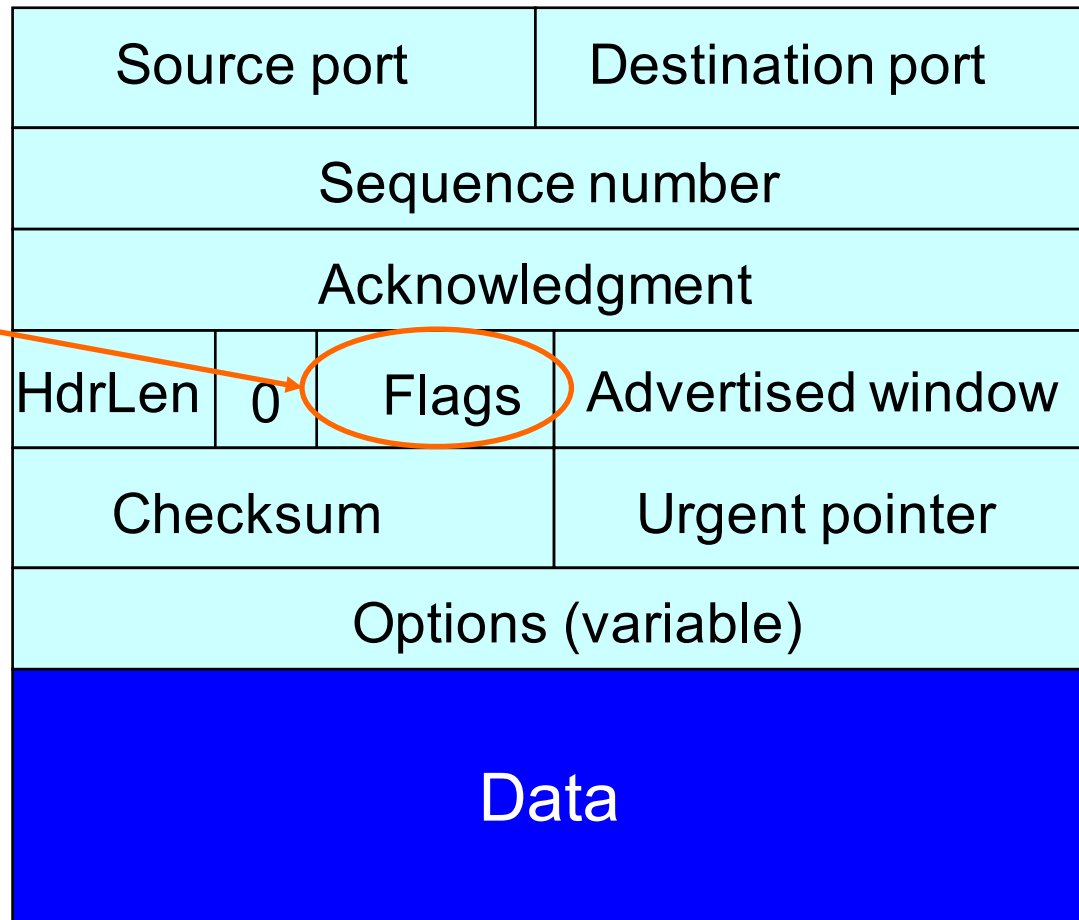 Source port Destination port
Sequence number
Acknowledgment
HdrLen 0 Flags Advertised window
Checksum Urgent pointer
Options (variable)
Data